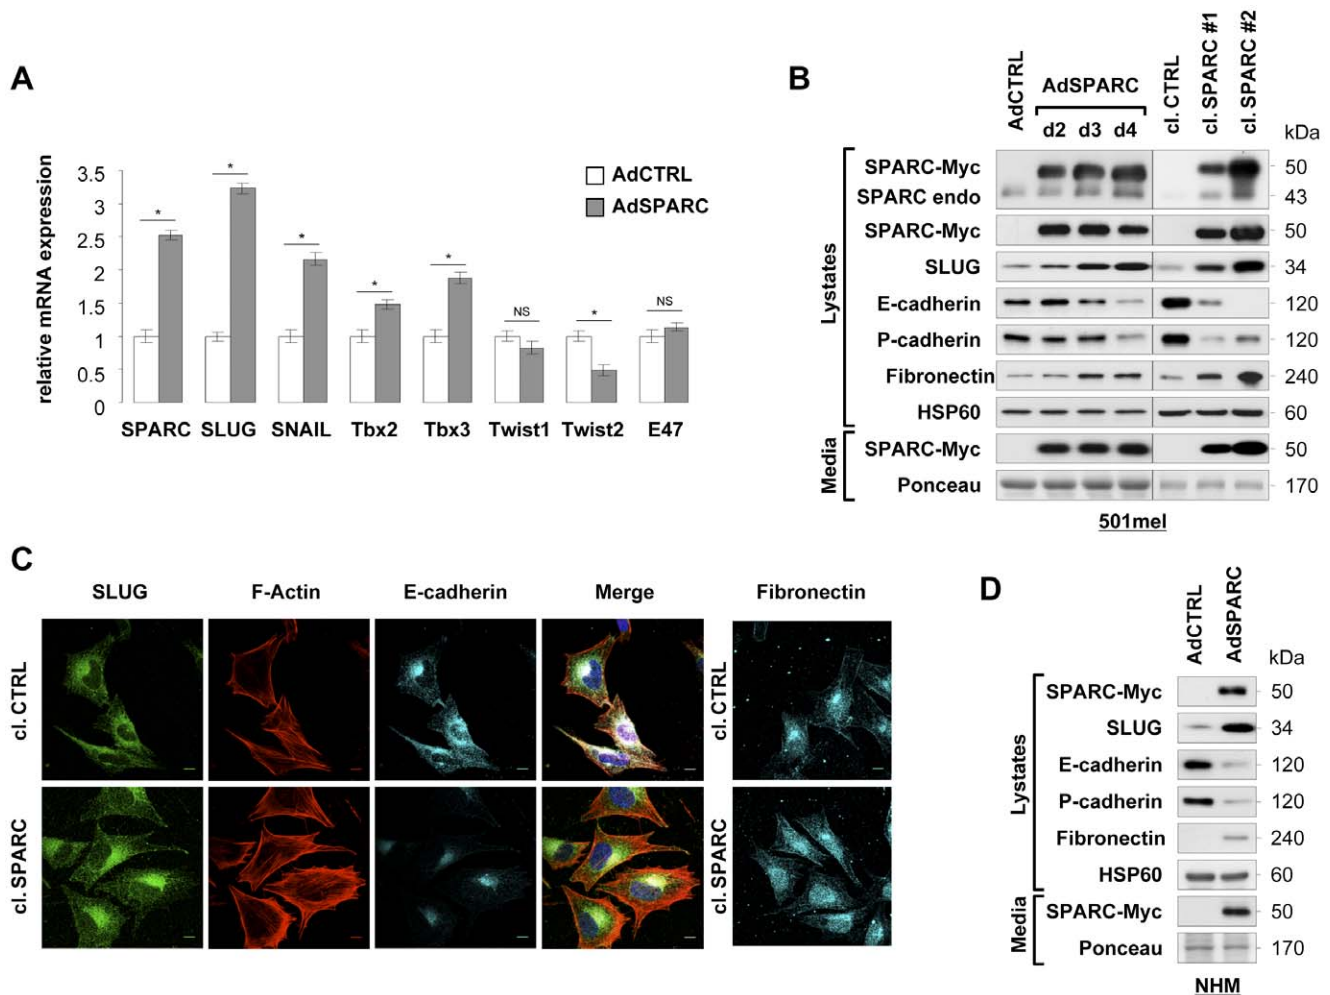 A
relative mRNA expression
3.5
3
2.5
2
1.5
1
0.5
0
* * * * * NS * NS
AdCTRL
AdSPARC
SPARC SLUG SNAIL Tbx2 Tbx3 Twist1 Twist2 E47
B
AdCTRL
AdSPARC
d2 d3 d4
cl. CTRL
cl. SPARC #1
cl. SPARC #2
kDa
Lystates
SPARC-Myc 50
SPARC endo 43
SPARC-Myc 50
SLUG 34
E-cadherin 120
P-cadherin 120
Fibronectin 240
HSP60 60
Media
SPARC-Myc 50
Ponceau 170
501mel
C
SLUG F-Actin E-cadherin Merge Fibronectin
cl. CTRL cl. CTRL
cl. SPARC cl. SPARC
D
AdCTRL
AdSPARC
kDa
Lystates
SPARC-Myc 50
SLUG 34
E-cadherin 120
P-cadherin 120
Fibronectin 240
HSP60 60
Media
SPARC-Myc 50
Ponceau 170
NHM